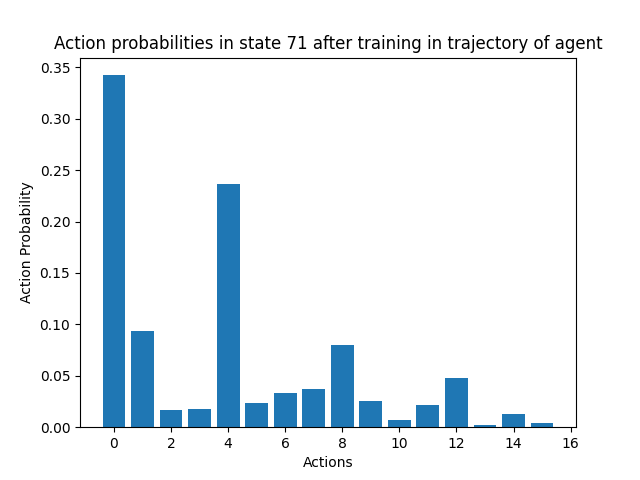 Action probabilities in state 71 after training in trajectory of agent
0.35
0.30
0.25
0.20
0.15
0.10
0.05
0.00
Action Probability
0 2 4 6 8 10 12 14 16
Actions